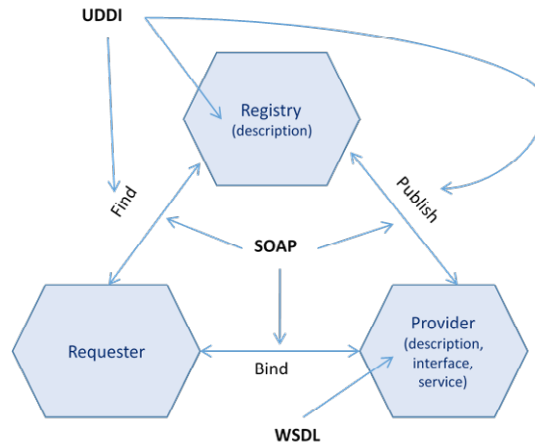 UDDI
Registry
(description)
Find
Publish
SOAP
Requester
Bind
Provider
(description,
interface,
service)
WSDL